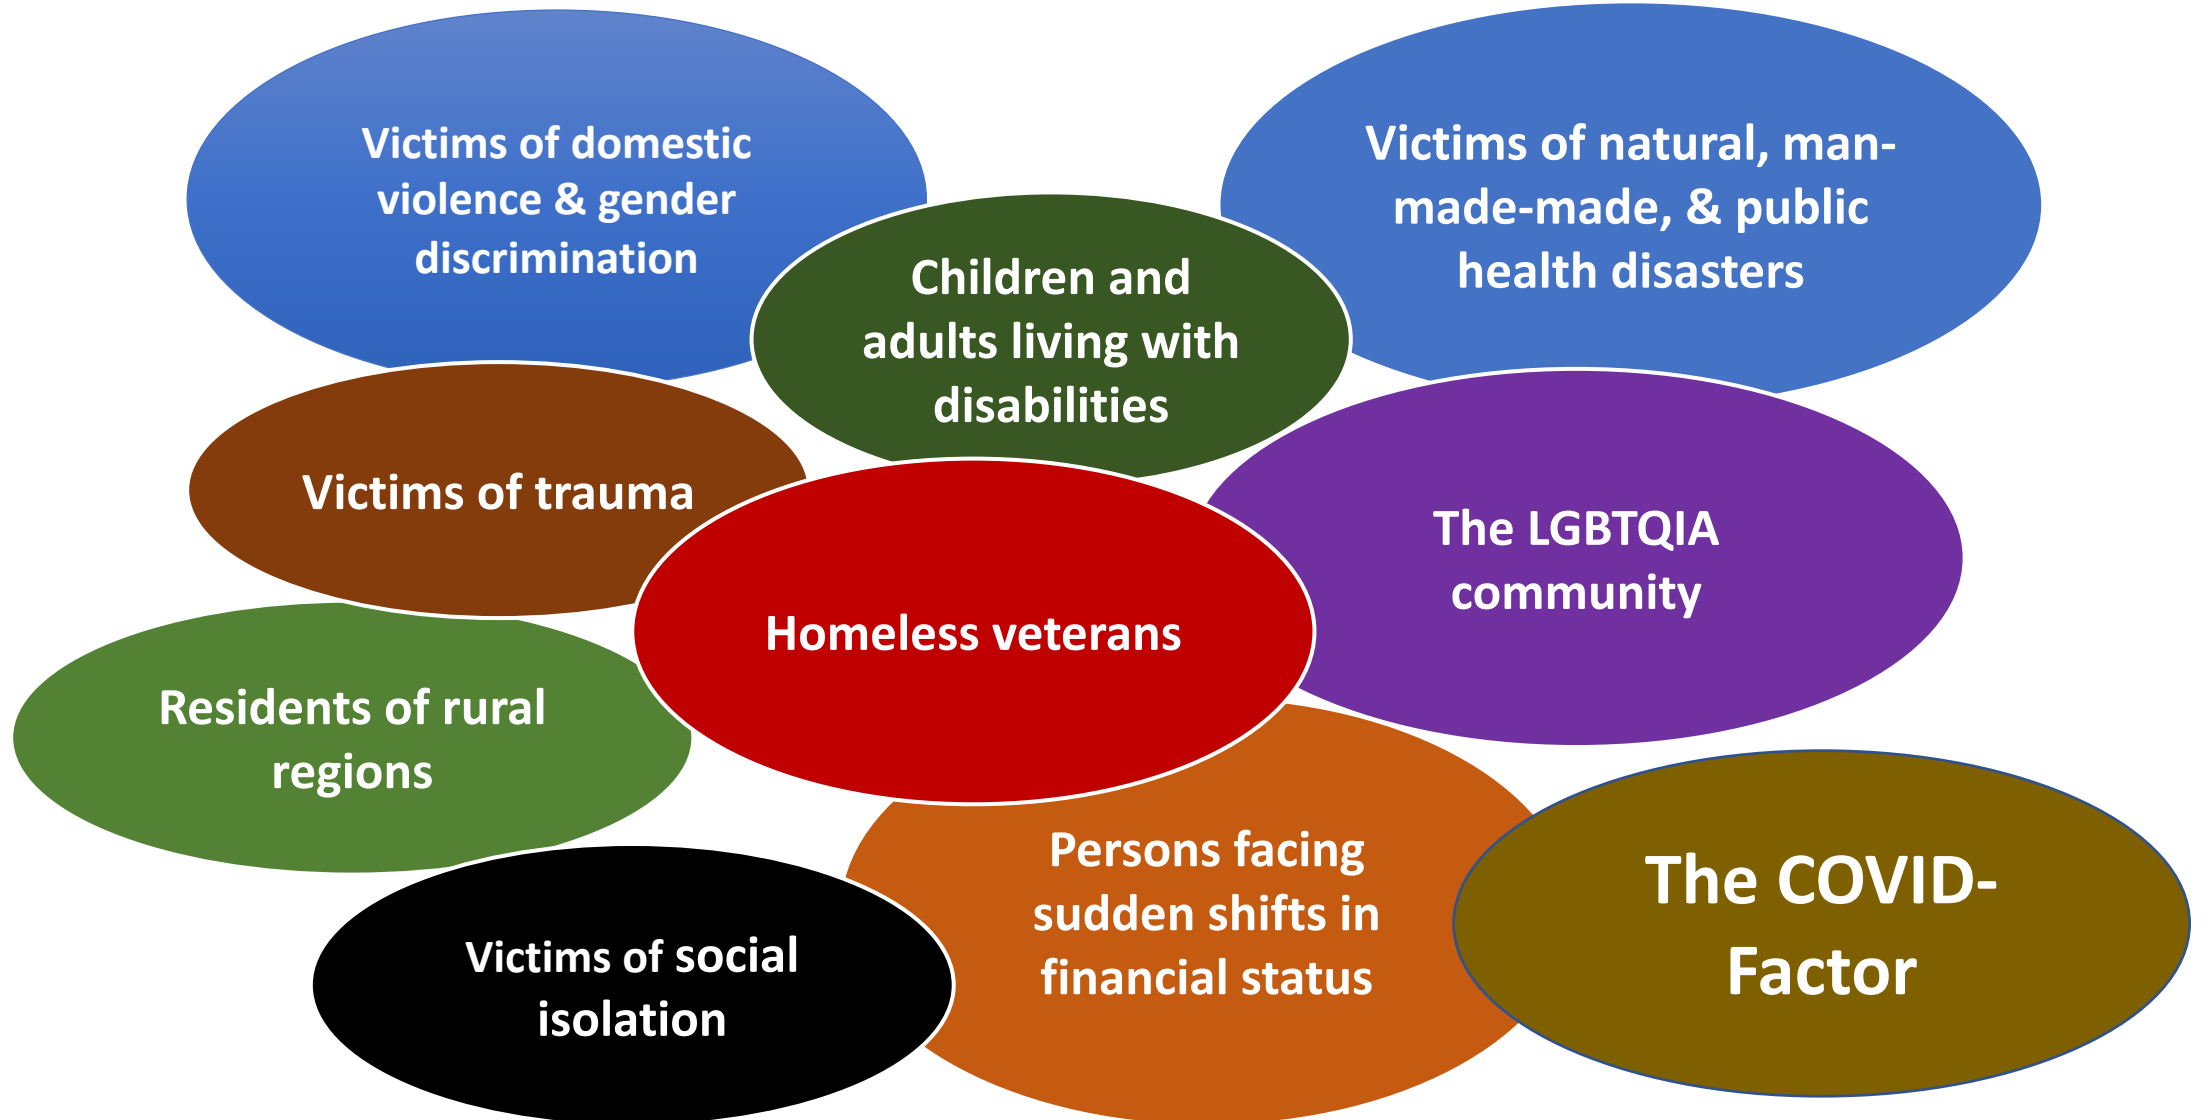 Victims of domestic
violence & gender
discrimination
Victims of natural, man-
made-made, & public
health disasters
Children and
adults living with
disabilities
Victims of trauma
The LGBTQIA
community
Homeless veterans
Residents of rural
regions
Persons facing
sudden shifts in
financial status
The COVID-
Factor
Victims of social
isolation